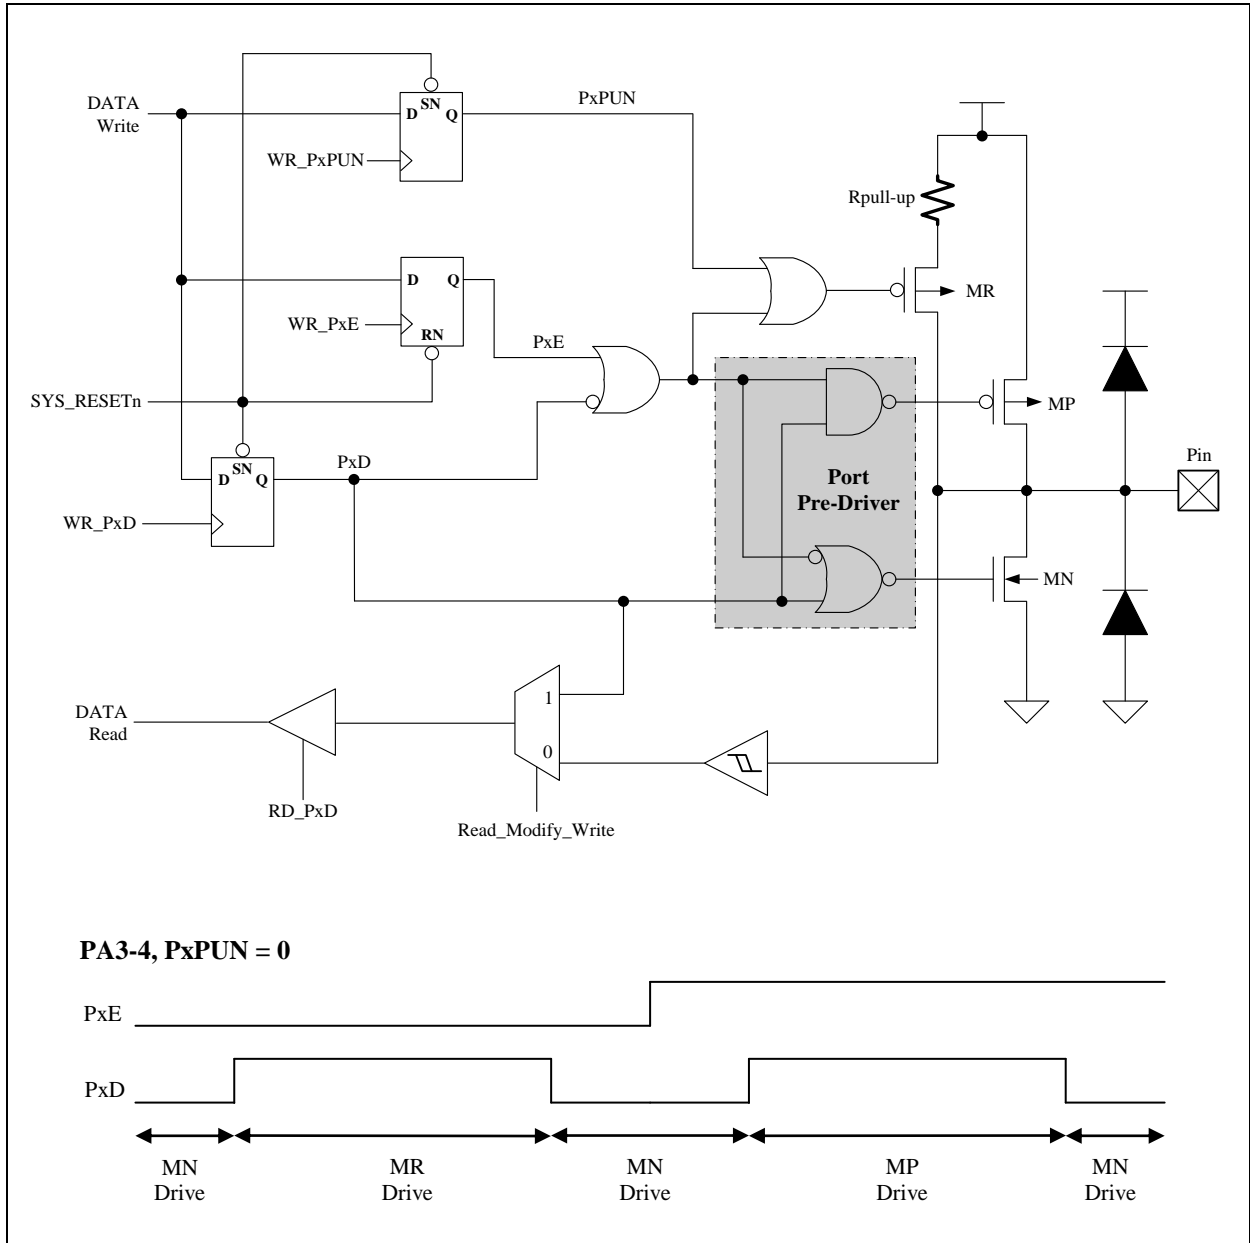 PxPUN
DATA
Write
D
SN
Q
WR_PxPUN
Rpull-up
D
Q
MR
WR_PxE
RN
PxE
SYS_RESETn
MP
PxD
D
SN
Q
Port
Pre-Driver
Pin
WR_PxD
MN
1
DATA
Read
0
RD_PxD
Read_Modify_Write
PA3-4, PxPUN = 0
PxE
PxD
MN
Drive
MR
Drive
MN
Drive
MP
Drive
MN
Drive